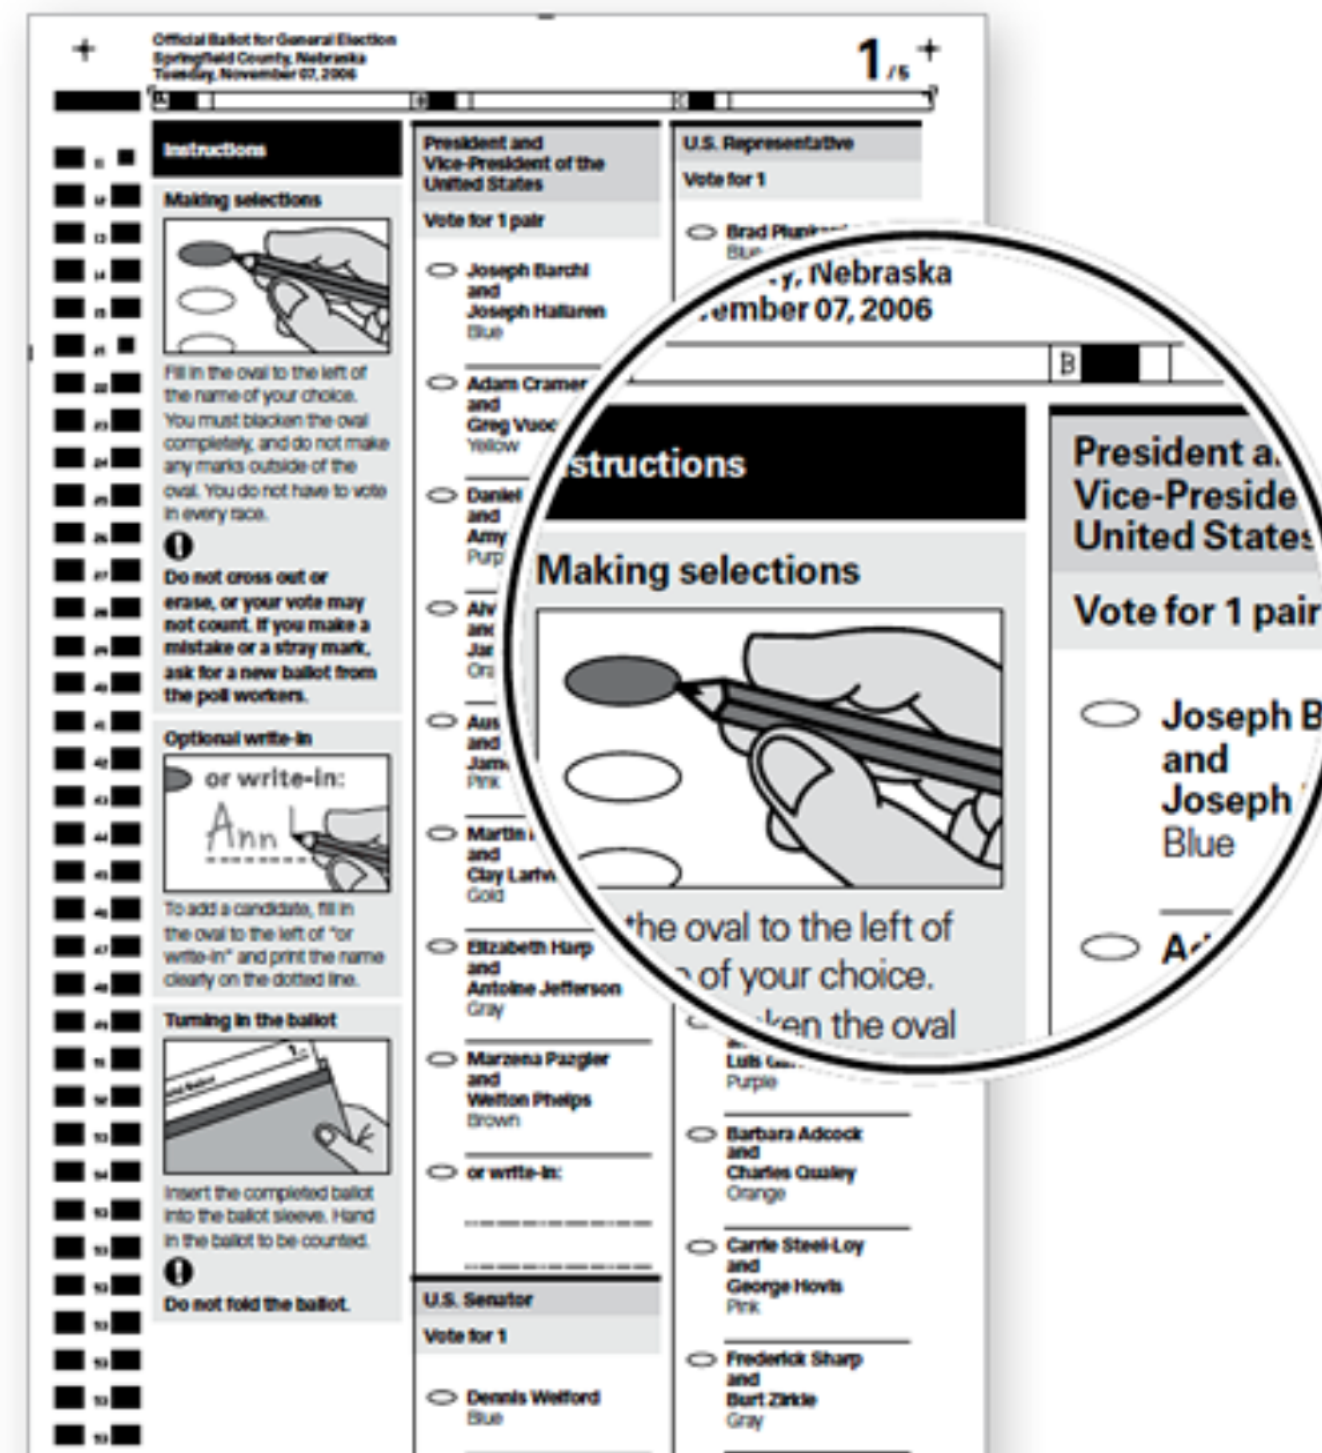 Official Ballot for General Election
Springfield County, Nebraska
Tuesday, November 07, 2006
1/5
Instructions
Making selections
Fill in the oval to the left of
the name of your choice.
You must blacken the oval
completely, and do not make
any marks outside of the
oval. You do not have to vote
in every race.
Do not cross out or
erase, or your vote may
not count. If you make a
mistake or a stray mark,
ask for a new ballot from
the poll workers.
Optional write-in
or write-in:
Ann
To add a candidate, fill in
the oval to the left of "or
write-in" and print the name
clearly on the dotted line.
Turning in the ballot
Insert the completed ballot
into the ballot sleeve. Hand
in the ballot to be counted.
Do not fold the ballot.
President and
Vice-President of the
United States
Vote for 1 pair
Joseph Barchi
and
Joseph Hallaren
Blue
Adam Cramer
and
Greg
Yellow
Daniel
and
Amy
and
and
Pink
Martin
and
Clay
Gold
Elizabeth Harp
and
Antoine Jefferson
Gray
Marzena Pazgier
and
Welton Phelps
Brown
or write-in:
U.S. Senator
Vote for 1
Dennis Weiford
Blue
U.S. Representative
Vote for 1
Brad
Purple
Barbara Adcock
and
Charles Qualey
Orange
Carrie Steel-Loy
and
George Hovis
Pink
Frederick Sharp
and
Burt Zirkle
Gray
Nebraska
07, 2006
B
structions
Making selections
the oval to the left of
of your choice.
the oval
President
Vice-Preside
United States
Vote for 1 pair
Joseph B
and
Joseph
Blue